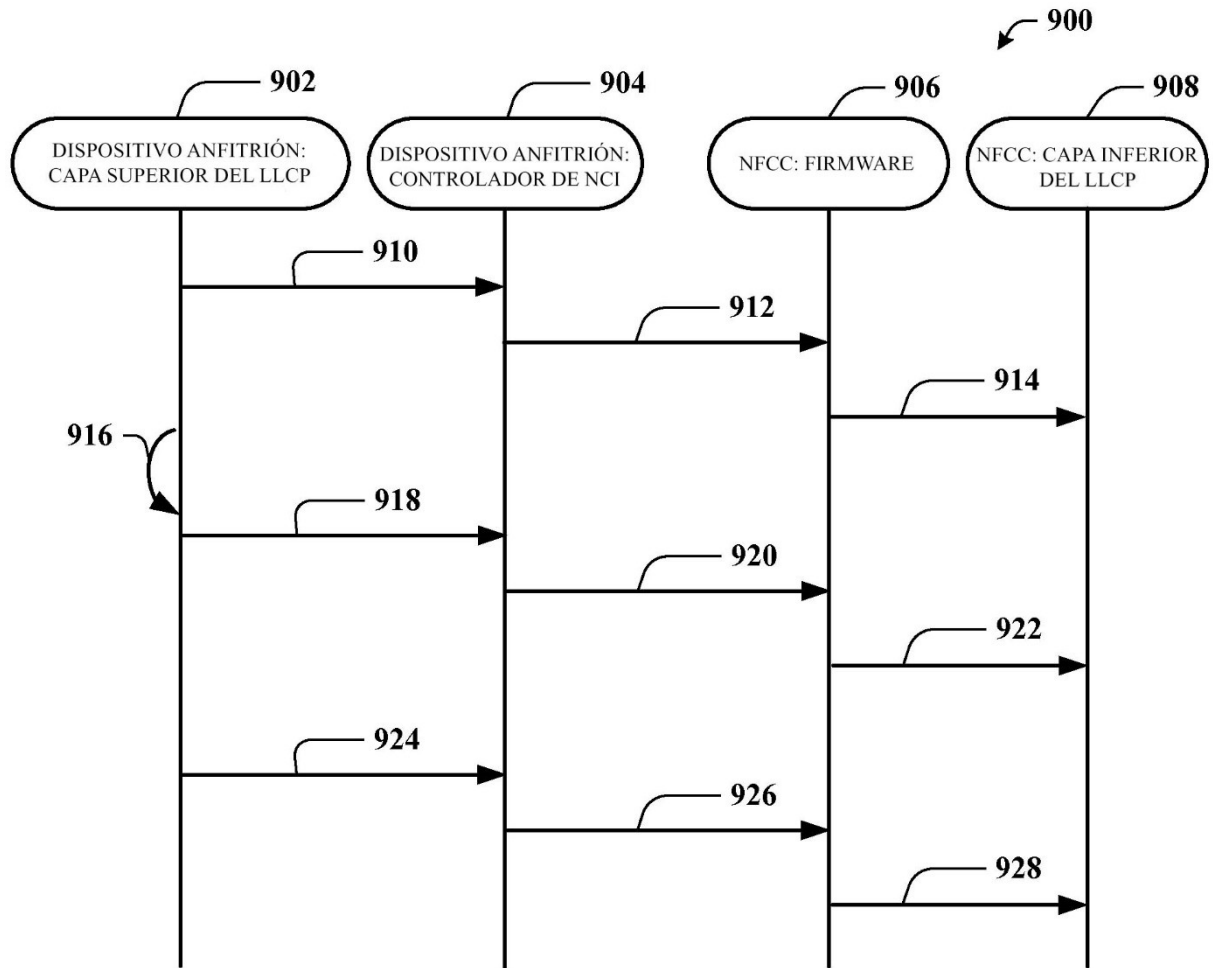 900
902
904
906
908
DISPOSITIVO ANFITRIÓN:
CAPA SUPERIOR DEL LLCP
DISPOSITIVO ANFITRIÓN:
CONTROLADOR DE NCI
NFCC: FIRMWARE
NFCC: CAPA INFERIOR
DEL LLCP
910
912
914
916
918
920
922
924
926
928